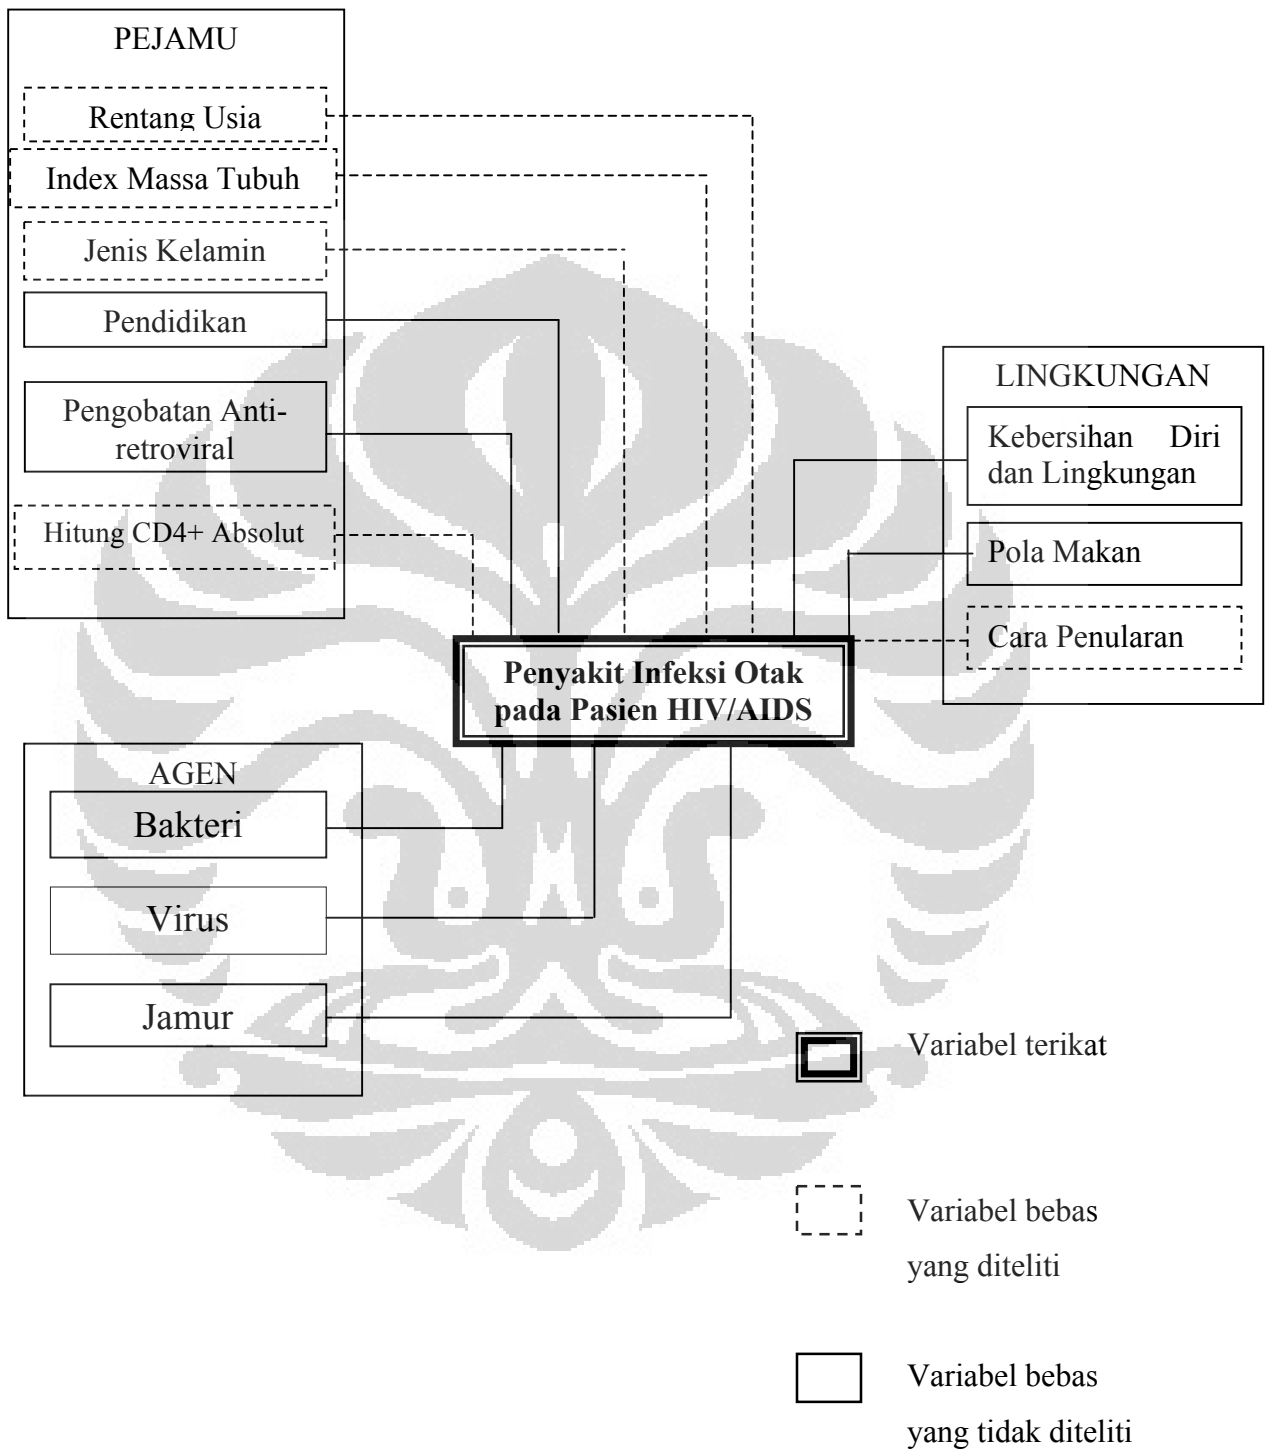 PEJAMU
Rentang Usia
Index Massa Tubuh
Jenis Kelamin
Pendidikan
Pengobatan Anti-
retroviral
Hitung CD4+ Absolut
LINGKUNGAN
Kebersihan Diri
dan Lingkungan
Pola Makan
Cara Penularan
Penyakit Infeksi Otak
pada Pasien HIV/AIDS
AGEN
Bakteri
Virus
Jamur
Variabel terikat
Variabel bebas
yang diteliti
Variabel bebas
yang tidak diteliti